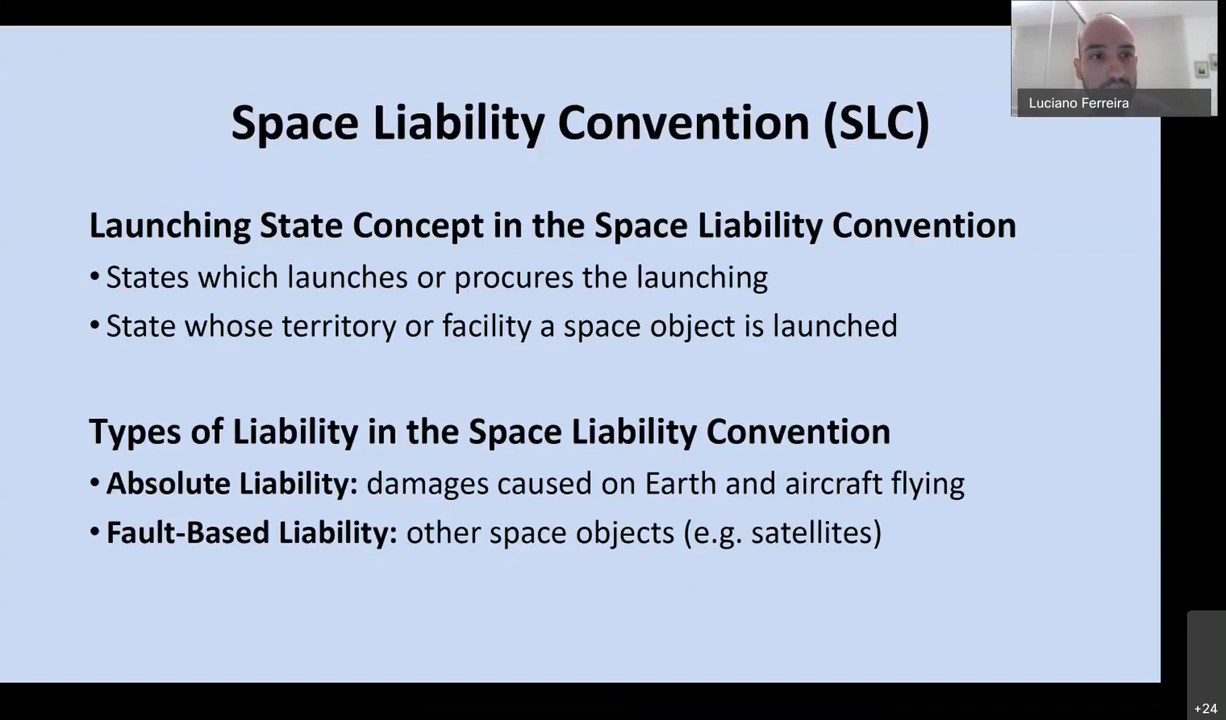 Space Liability Convention (SLC)
Luciano Ferreira
Launching State Concept in the Space Liability Convention
• States which launches or procures the launching
• State whose territory or facility a space object is launched
Types of Liability in the Space Liability Convention
• Absolute Liability: damages caused on Earth and aircraft flying
• Fault-Based Liability: other space objects (e.g. satellites)
+24